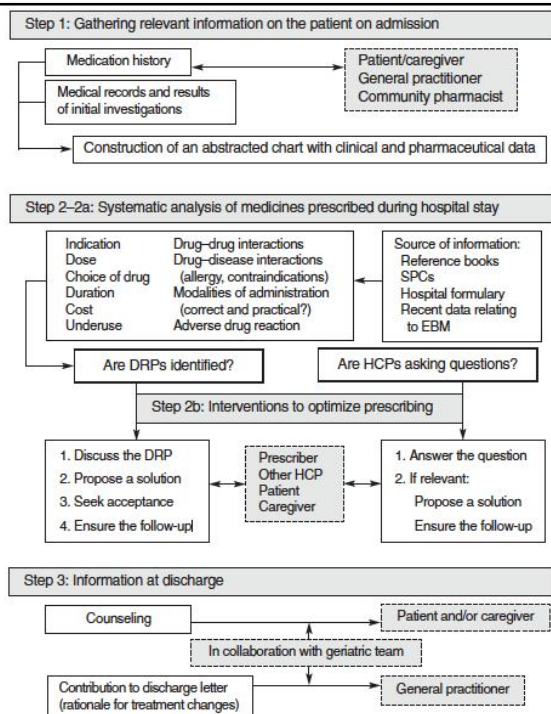 Step 1: Gathering relevant information on the patient on admission
Medication history
Patient/caregiver
General practitioner
Community pharmacist
Medical records and results
of initial investigations
Construction of an abstracted chart with clinical and pharmaceutical data
Step 2–2a: Systematic analysis of medicines prescribed during hospital stay
Indication
Dose
Choice of drug
Duration
Cost
Underuse
Drug–drug interactions
Drug–disease interactions
(allergy, contraindications)
Modalities of administration
(correct and practical?)
Adverse drug reaction
Source of information:
Reference books
SPCs
Hospital formulary
Recent data relating
to EBM
Are DRPs identified?
Are HCPs asking questions?
Step 2b: Interventions to optimize prescribing
1. Discuss the DRP
2. Propose a solution
3. Seek acceptance
4. Ensure the follow-up
Prescriber
Other HCP
Patient
Caregiver
1. Answer the question
2. If relevant:
Propose a solution
Ensure the follow-up
Step 3: Information at discharge
Counseling
Patient and/or caregiver
In collaboration with geriatric team
Contribution to discharge letter
(rationale for treatment changes)
General practitioner